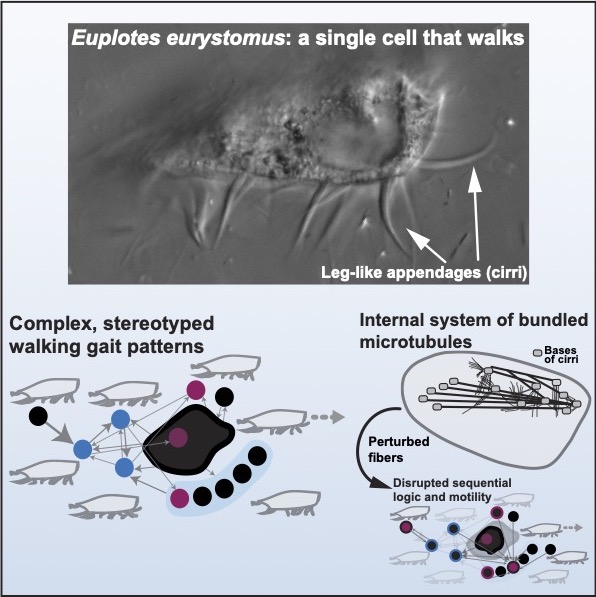 Euplotes eurystomus: a single cell that walks
Leg-like appendages (cirri)
Complex, stereotyped
walking gait patterns
Internal system of bundled
microtubules
Bases
of cirri
Perturbed
fibers
Disrupted sequential
logic and motility